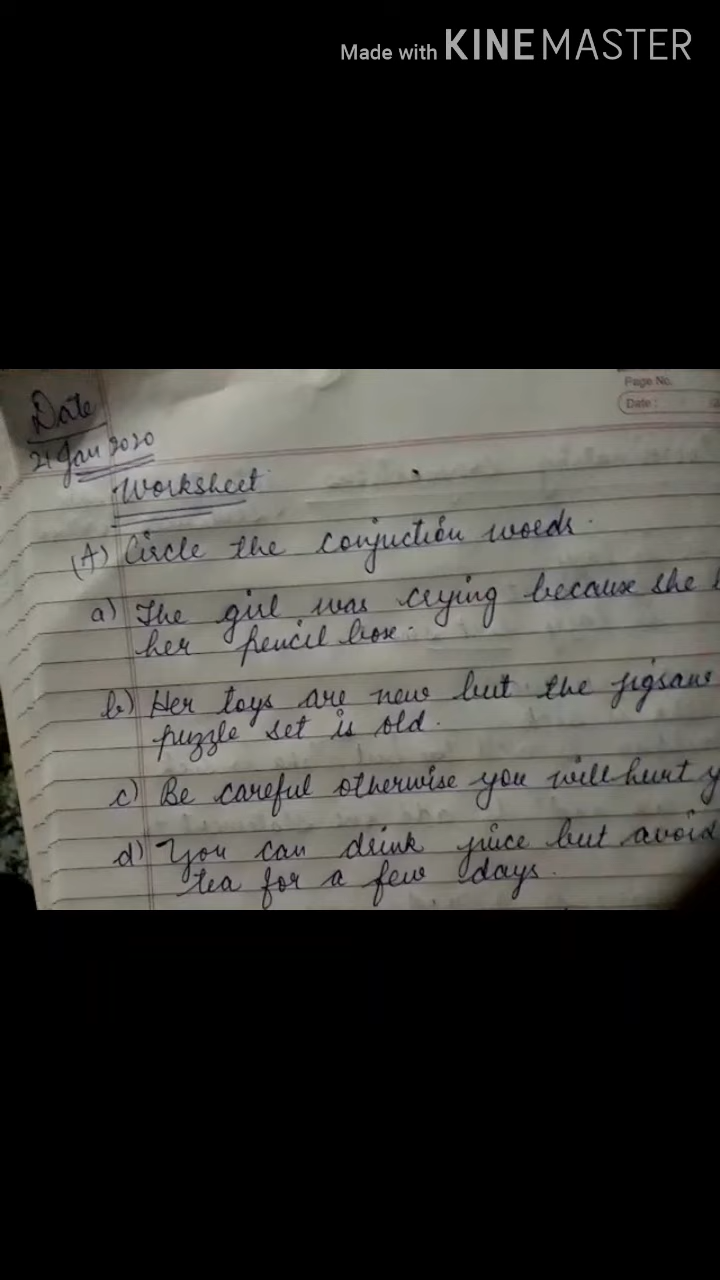 Made with KINEMASTER
Page No.
Date :
Date
21 Jan 2020
Worksheet
(A) Circle the conjuction words.
a) The girl was crying because she
her pencil box.
b) Her toys are new but the jigsaw
puzzle set is old.
c) Be careful otherwise you will hurt
d) You can drink juice but avoid
tea for a few days.